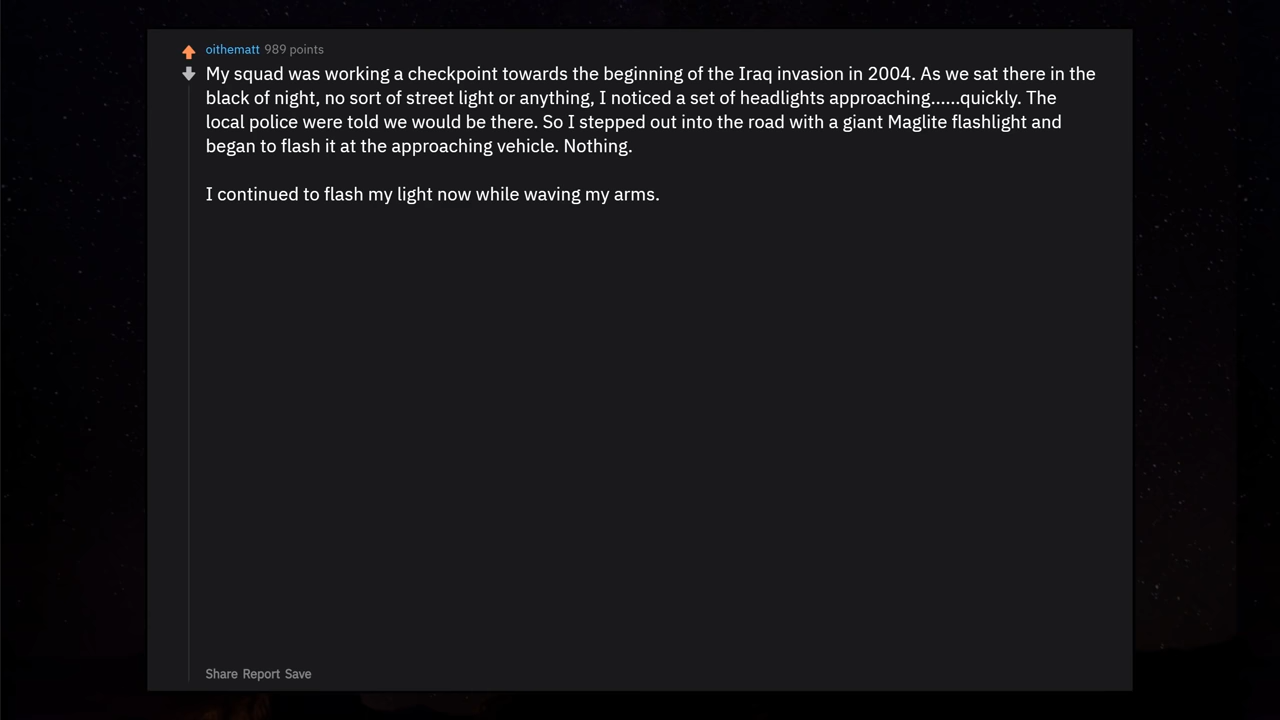 oithematt 989 points
My squad was working a checkpoint towards the beginning of the Iraq invasion in 2004. As we sat there in the
black of night, no sort of street light or anything, I noticed a set of headlights approaching......quickly. The
local police were told we would be there. So I stepped out into the road with a giant Maglite flashlight and
began to flash it at the approaching vehicle. Nothing.
I continued to flash my light now while waving my arms.
Share Report Save